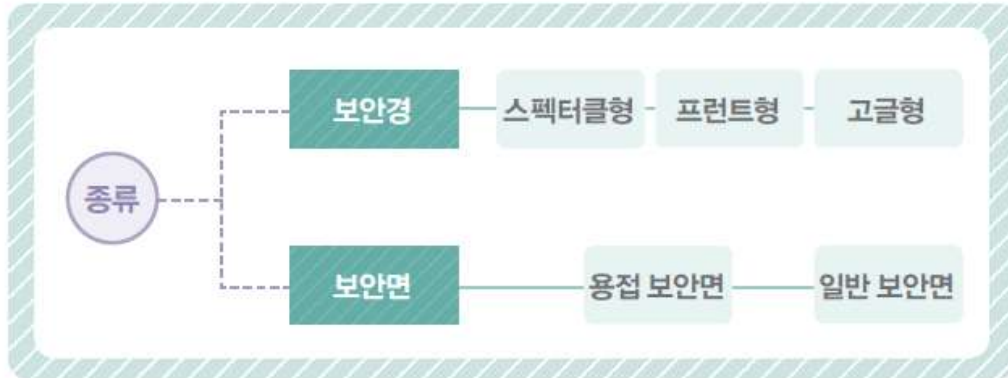 종류
보안경
스펙터클형
프런트형
고글형
보안면
용접 보안면
일반 보안면